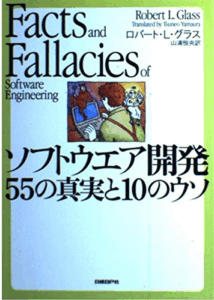 Facts and
Fallacies of
Software
Engineering
Robert L. Glass
Translated by Tsuneo Yamaura
ロバート・L・グラス
山浦恒央訳
ソフトウエア開発
55の真実と10のウソ
日経BP社